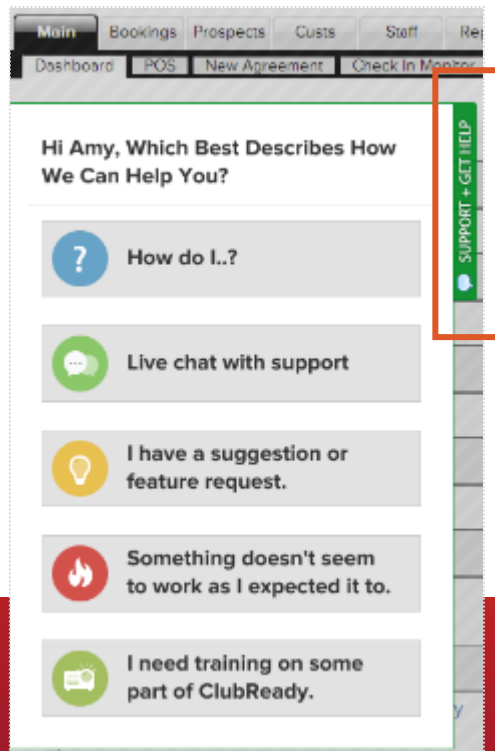 Main Bookings Prospects Custs Staff Re
Dashboard POS New Agreement Check In Monitor
SUPPORT + GET HELP
Hi Amy, Which Best Describes How
We Can Help You?
How do I..?
Live chat with support
I have a suggestion or
feature request.
Something doesn't seem
to work as I expected it to.
I need training on some
part of ClubReady.
y